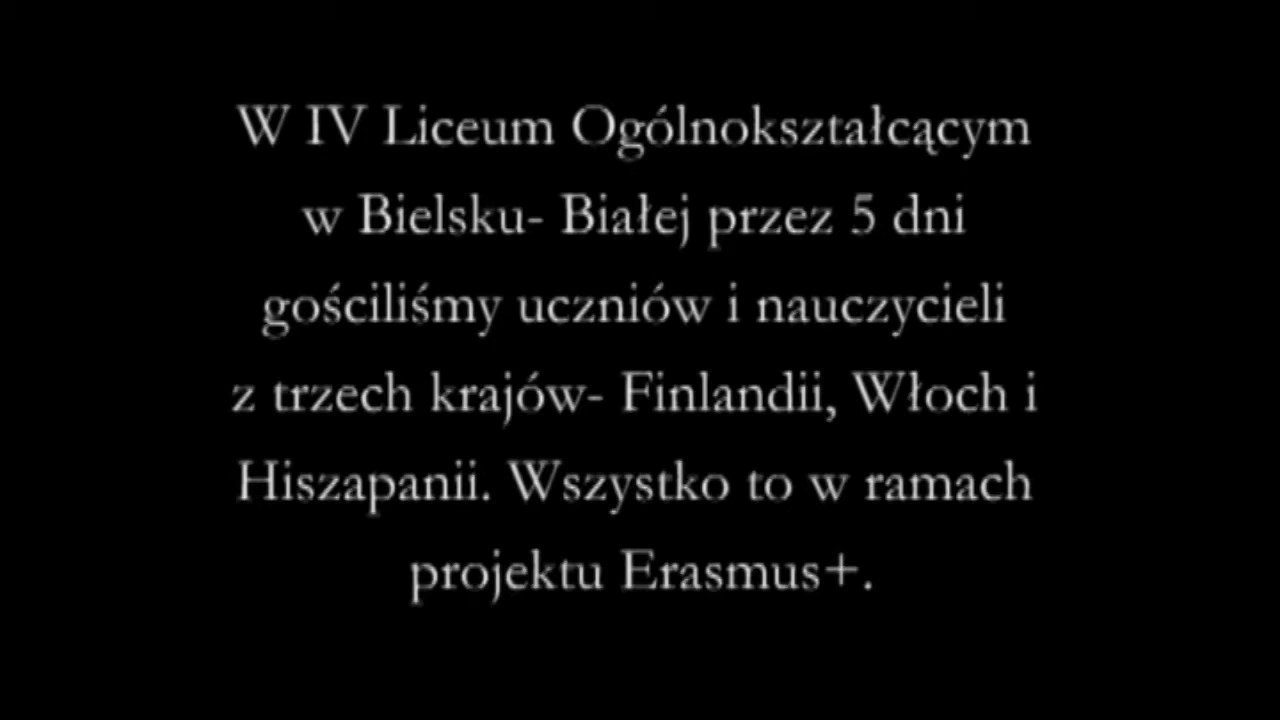 W IV Liceum Ogólnokształcącym
w Bielsku- Białej przez 5 dni
gościliśmy uczniów i nauczycieli
z trzech krajów- Finlandii, Włoch i
Hiszapanii. Wszystko to w ramach
projektu Erasmus+.